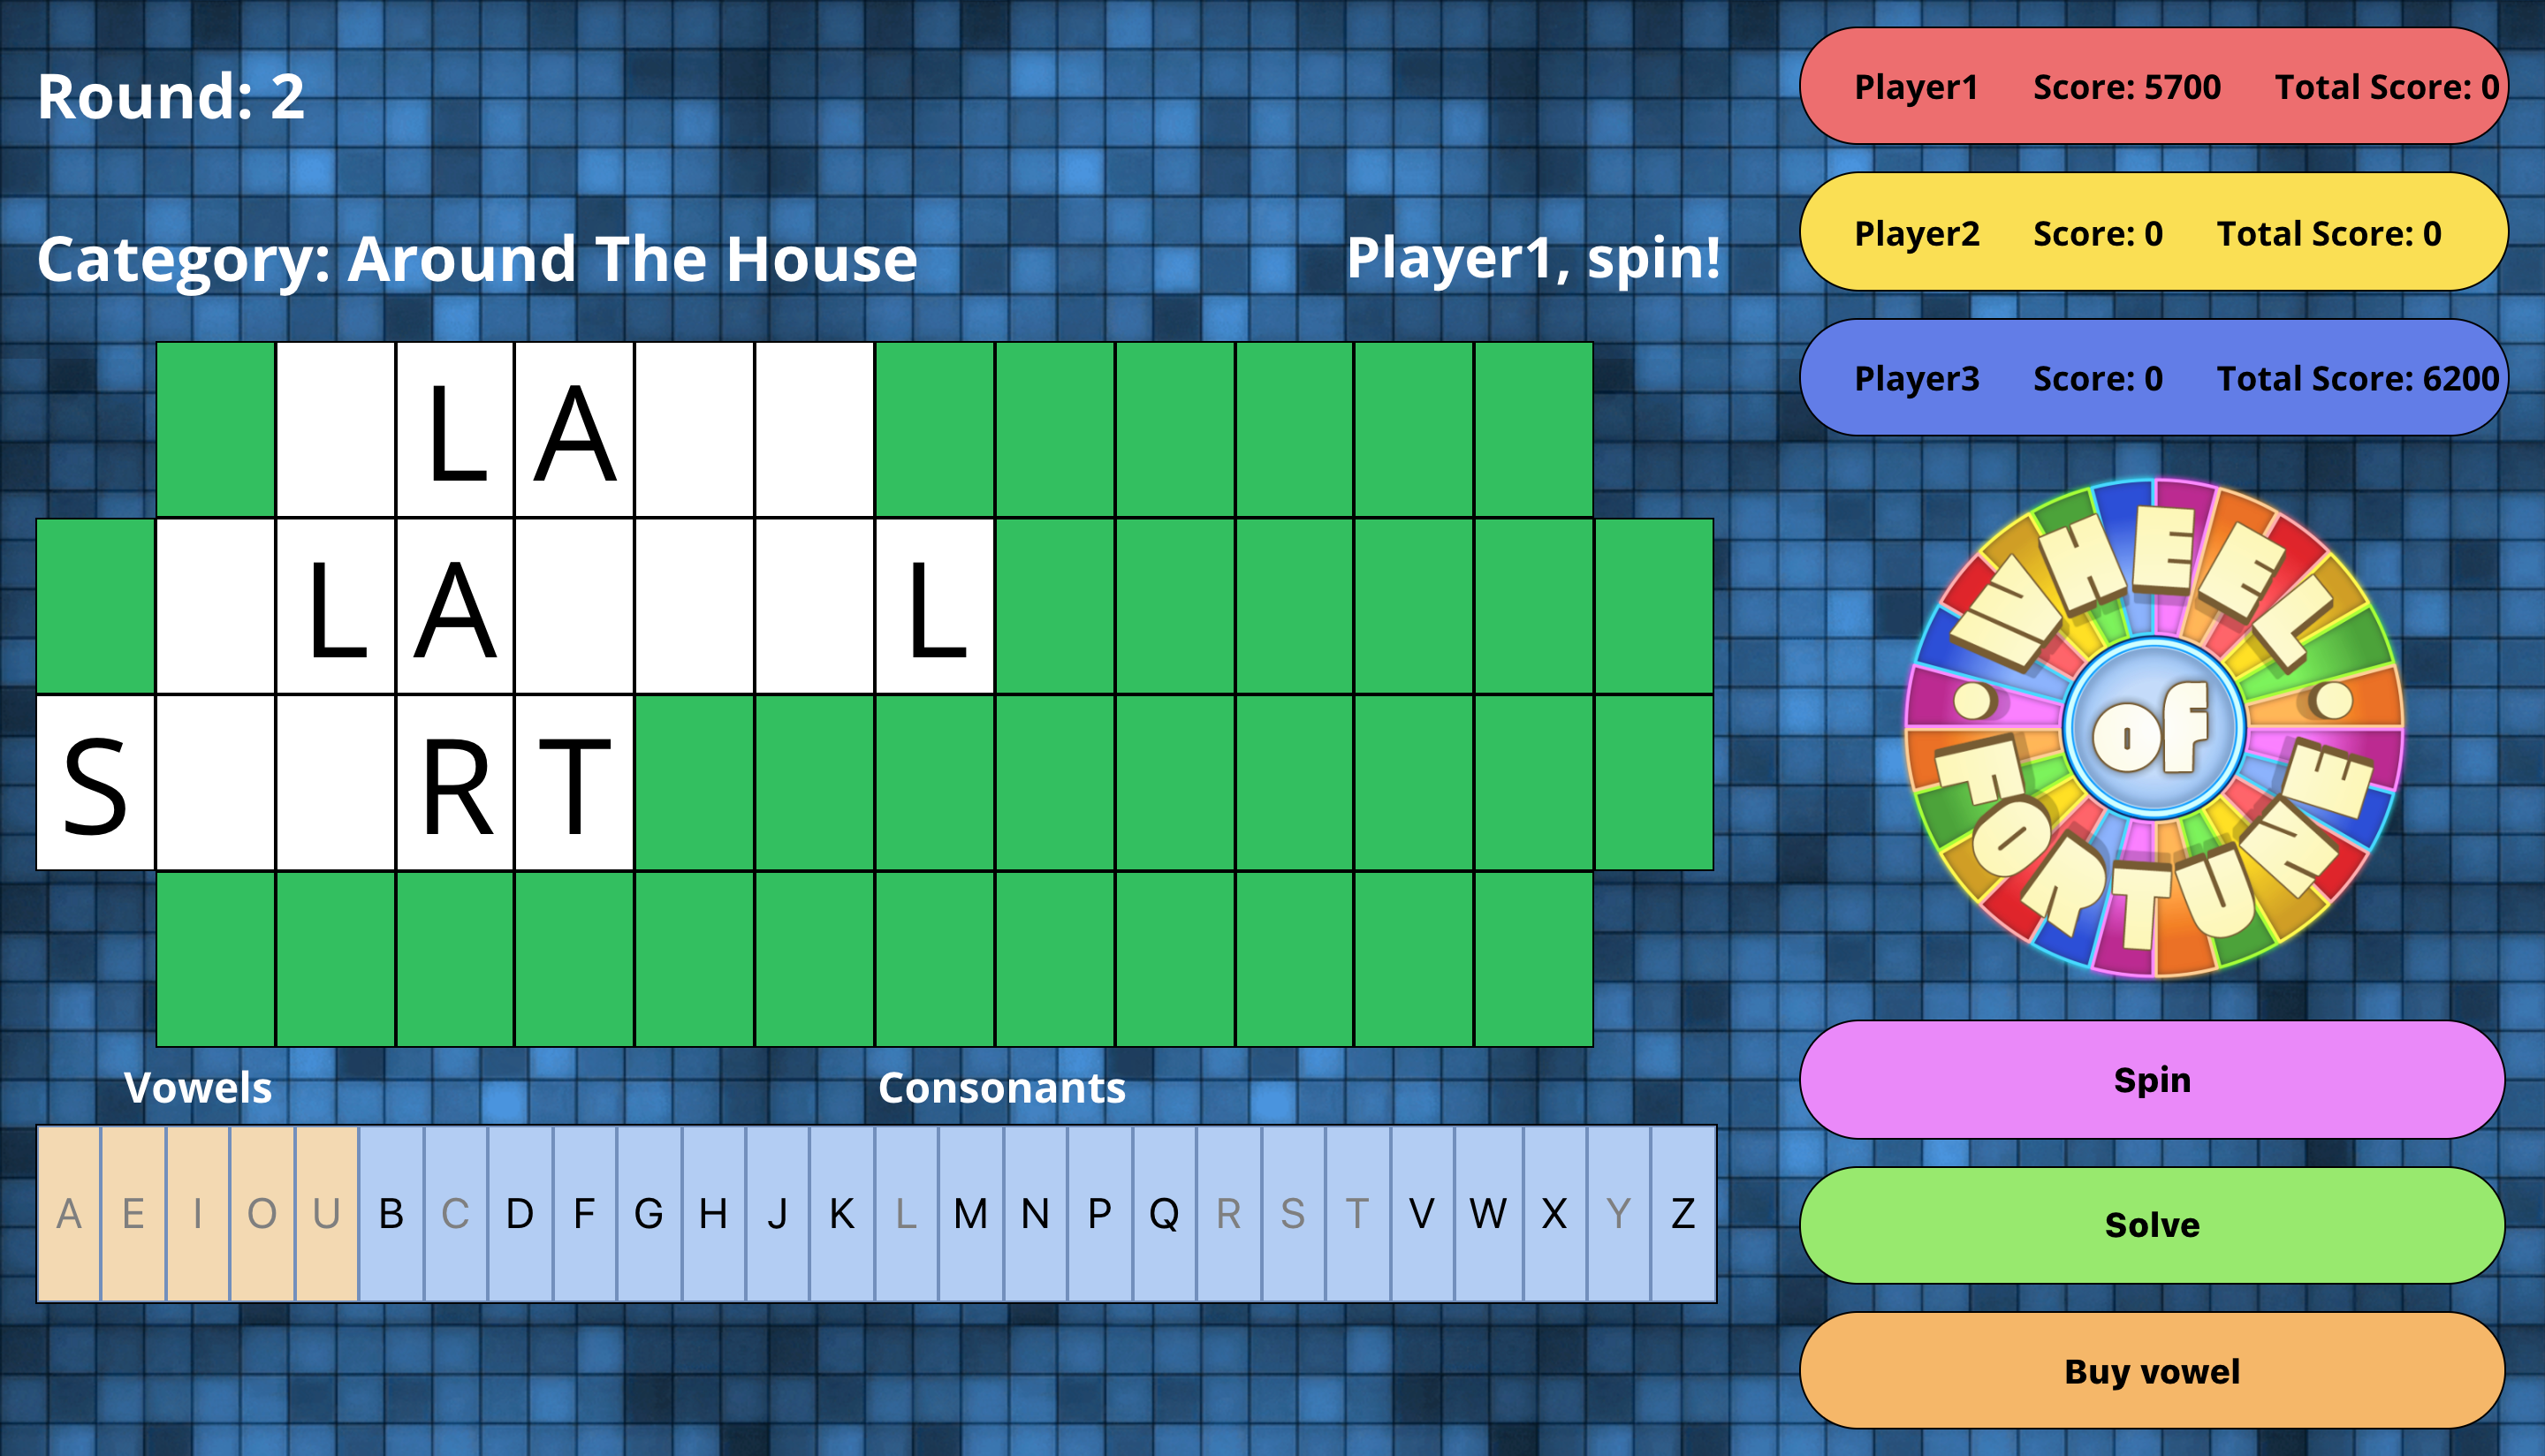 Round: 2
Player1 Score: 5700 Total Score: 0
Player2 Score: 0 Total Score: 0
Category: Around The House
Player1, spin!
Player3 Score: 0 Total Score: 6200
L A
L A L
S R T
WHEEL
of
FORTUNE
Vowels
Consonants
A E I O U B C D F G H J K L M N P Q R S T V W X Y Z
Spin
Solve
Buy vowel